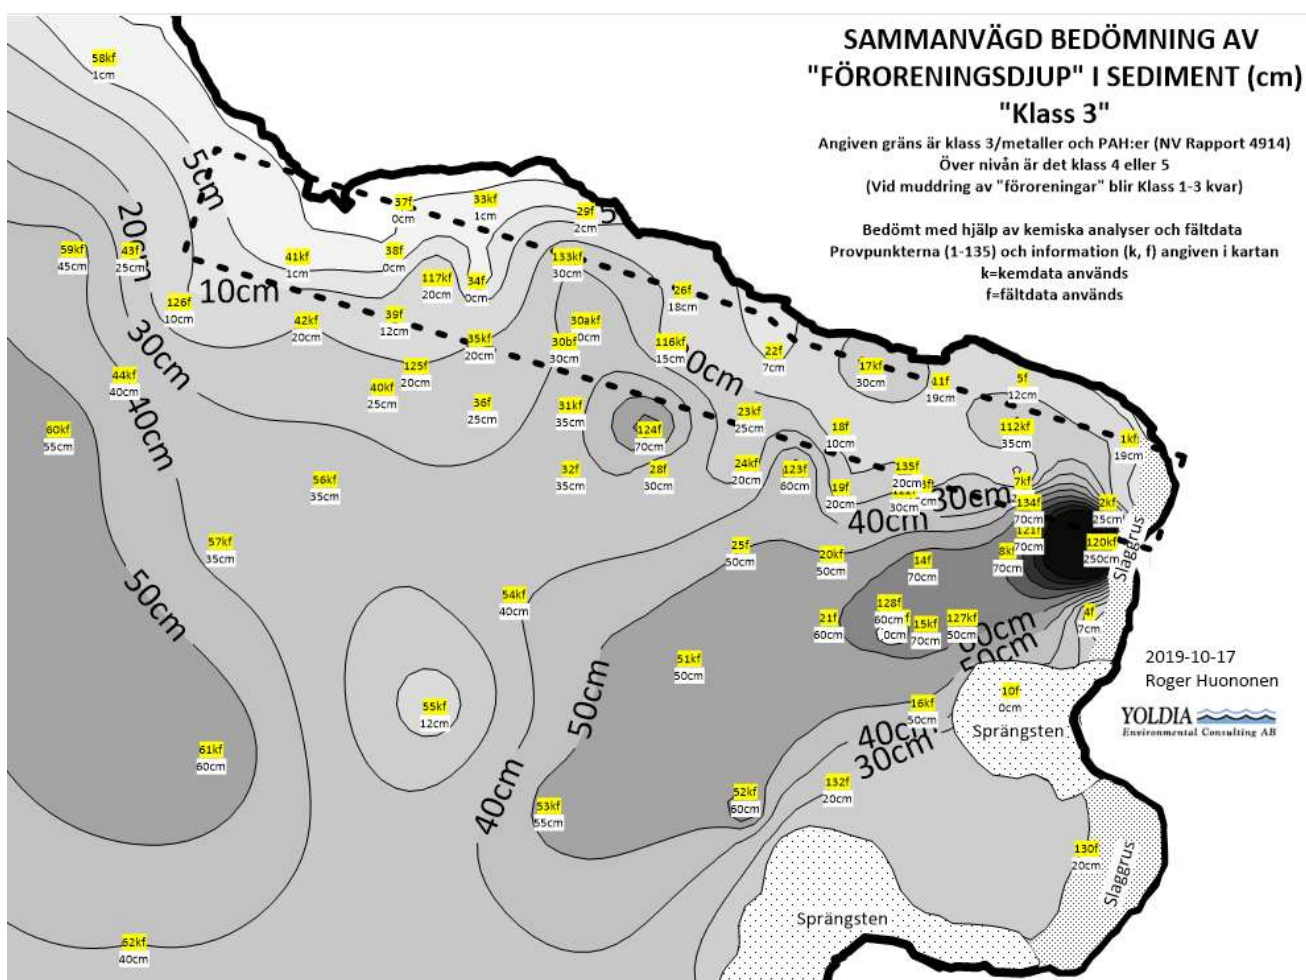 SAMMANVÄGD BEDÖMNING AV
"FÖRORENINGSDJUP" I SEDIMENT (cm)
"Klass 3"
Angiven gräns är klass 3/metaller och PAH:er (NV Rapport 4914)
Över nivån är det klass 4 eller 5
(Vid muddring av "föroreningar" blir Klass 1-3 kvar)
Bedömt med hjälp av kemiska analyser och fältdata
Provpunkterna (1-135) och information (k, f) angiven i kartan
k=kemdata används
f=fältdata används
58kf
1cm
5cm
37f
0cm
33kf
1cm
29f
2cm
5
20cm
59kf
45cm
43f
25cm
41kf
1cm
38f
0cm
117kf
20cm
34f
0cm
133kf
30cm
10cm
126f
10cm
42kf
20cm
39f
12cm
26f
18cm
30akf
0cm
35kf
20cm
30bf
30cm
116kf
15cm
22f
7cm
30cm
44kf
40cm
125f
20cm
40kf
25cm
36f
25cm
31kf
35cm
17kf
30cm
11f
19cm
5f
12cm
40cm
60kf
55cm
124f
70cm
23kf
25cm
18f
10cm
112kf
35cm
1kf
19cm
56kf
35cm
32f
35cm
28f
30cm
24kf
20cm
123f
60cm
19f
20cm
135f
20cm
30cm
30cm
7kf
134f
70cm
2kf
25cm
40cm
57kf
35cm
25f
50cm
20kf
50cm
14f
70cm
121f
70cm
8kf
70cm
120kf
250cm
Slaggrus
50cm
54kf
40cm
21f
60cm
128f
60cm
0cm
15kf
70cm
127kf
50cm
4f
7cm
60cm
50cm
51kf
50cm
50cm
55kf
12cm
16kf
50cm
10f
0cm
Sprängsten
2019-10-17
Roger Huononen
YOLDIA
Environmental Consulting AB
61kf
60cm
40cm
30cm
40cm
53kf
55cm
52kf
60cm
132f
20cm
130f
20cm
Slaggrus
Sprängsten
62kf
40cm